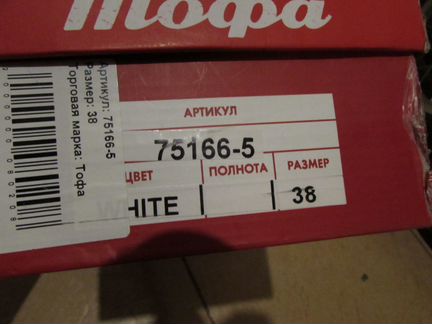 Тофа
Артикул: 75166-5
Размер: 38
Торговая марка: Тофа
АРТИКУЛ
75166-5
ЦВЕТ
ПОЛНОТА
РАЗМЕР
WHITE
38